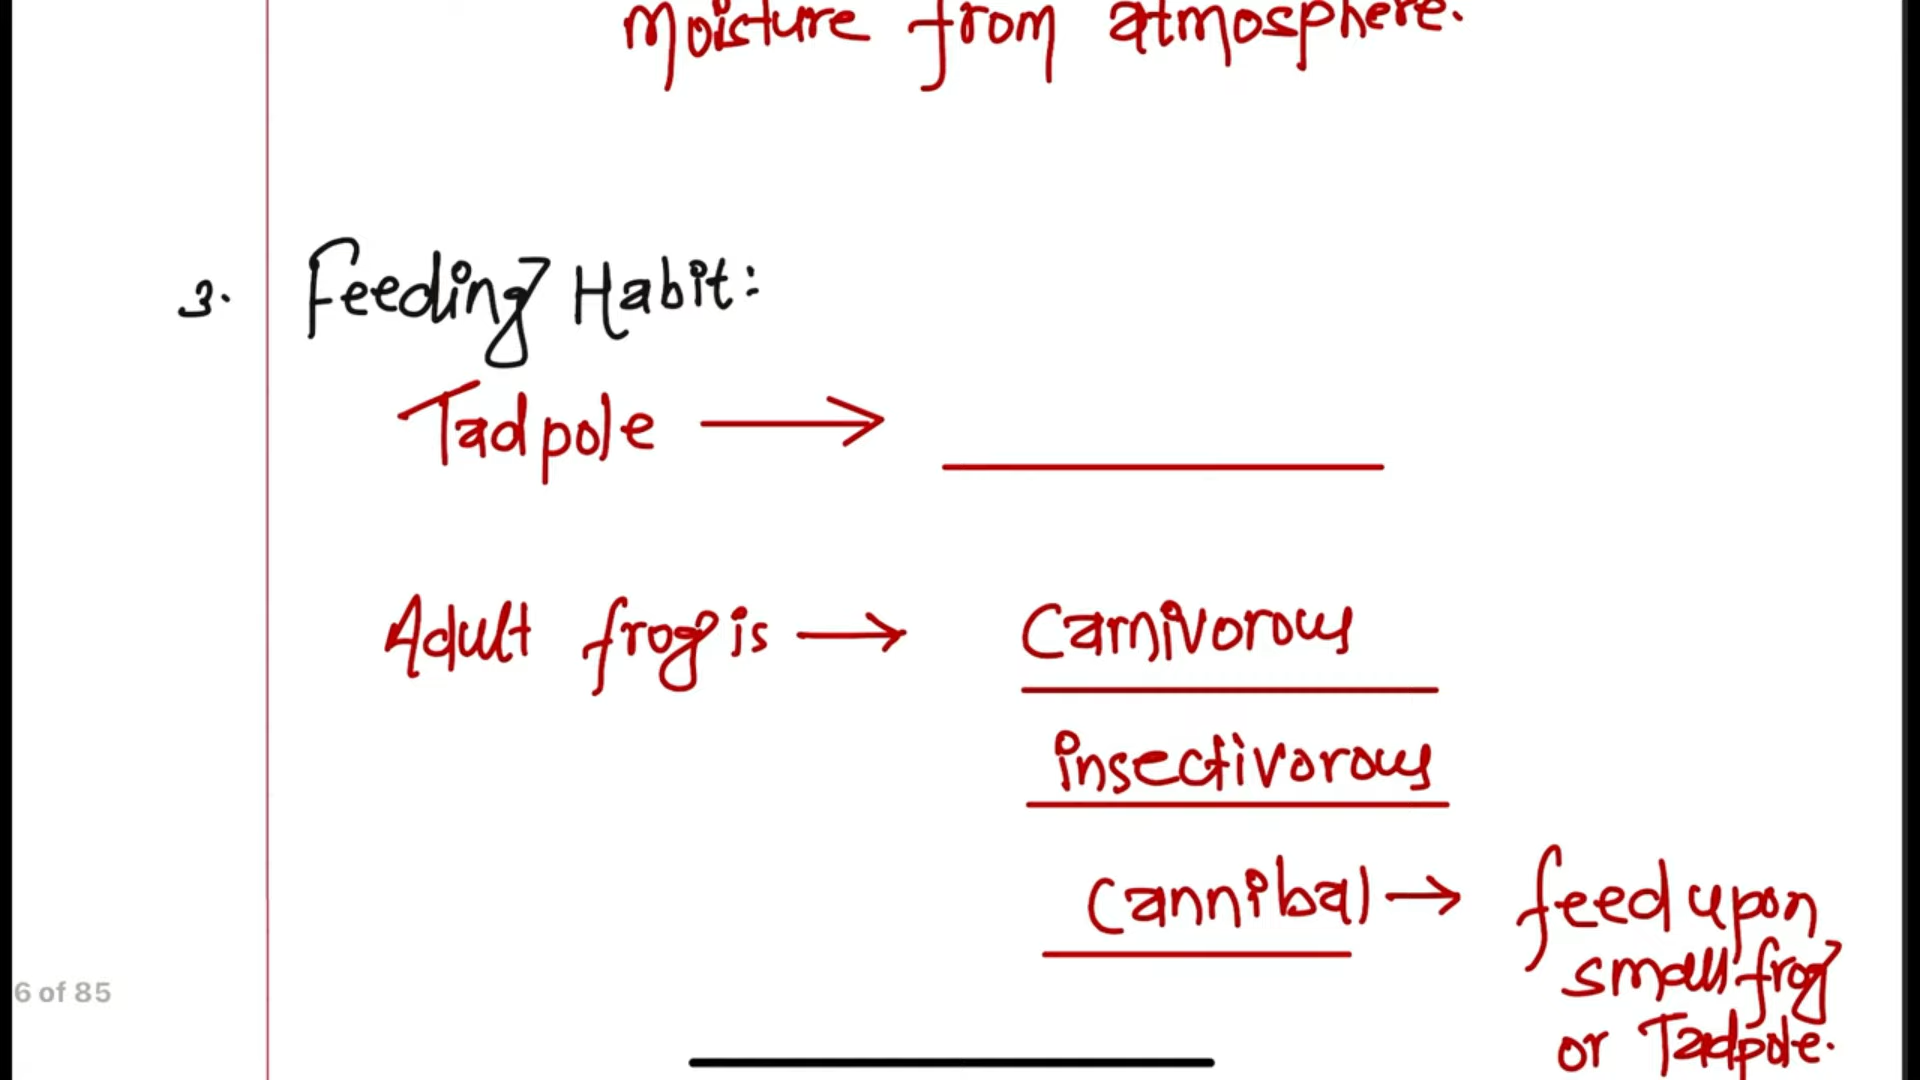 moisture from atmosphere.
3. Feeding Habit:
Tadpole →
Adult frog is → Carnivorous
insectivorous
Cannibal → feed upon
small frog
or Tadpole.
6 of 85